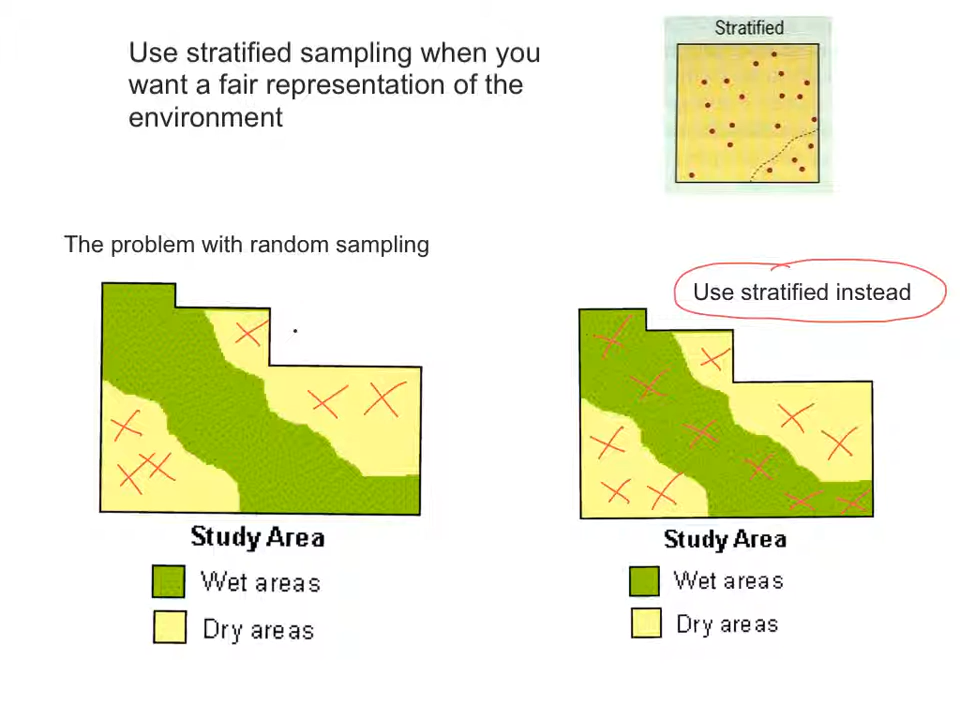 Use stratified sampling when you
want a fair representation of the
environment
Stratified
The problem with random sampling
Use stratified instead
Study Area
Wet areas
Dry areas
Study Area
Wet areas
Dry areas